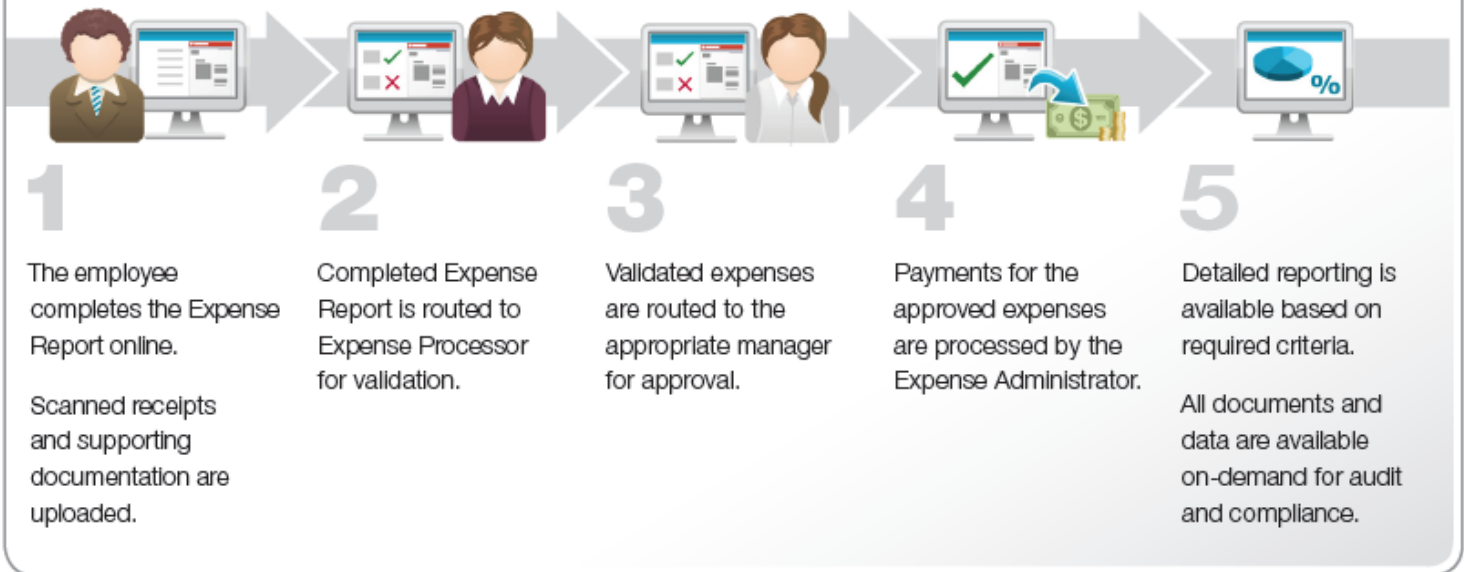 %
$
1
The employee
completes the Expense
Report online.
Scanned receipts
and supporting
documentation are
uploaded.
2
Completed Expense
Report is routed to
Expense Processor
for validation.
3
Validated expenses
are routed to the
appropriate manager
for approval.
4
Payments for the
approved expenses
are processed by the
Expense Administrator.
5
Detailed reporting is
available based on
required criteria.
All documents and
data are available
on-demand for audit
and compliance.